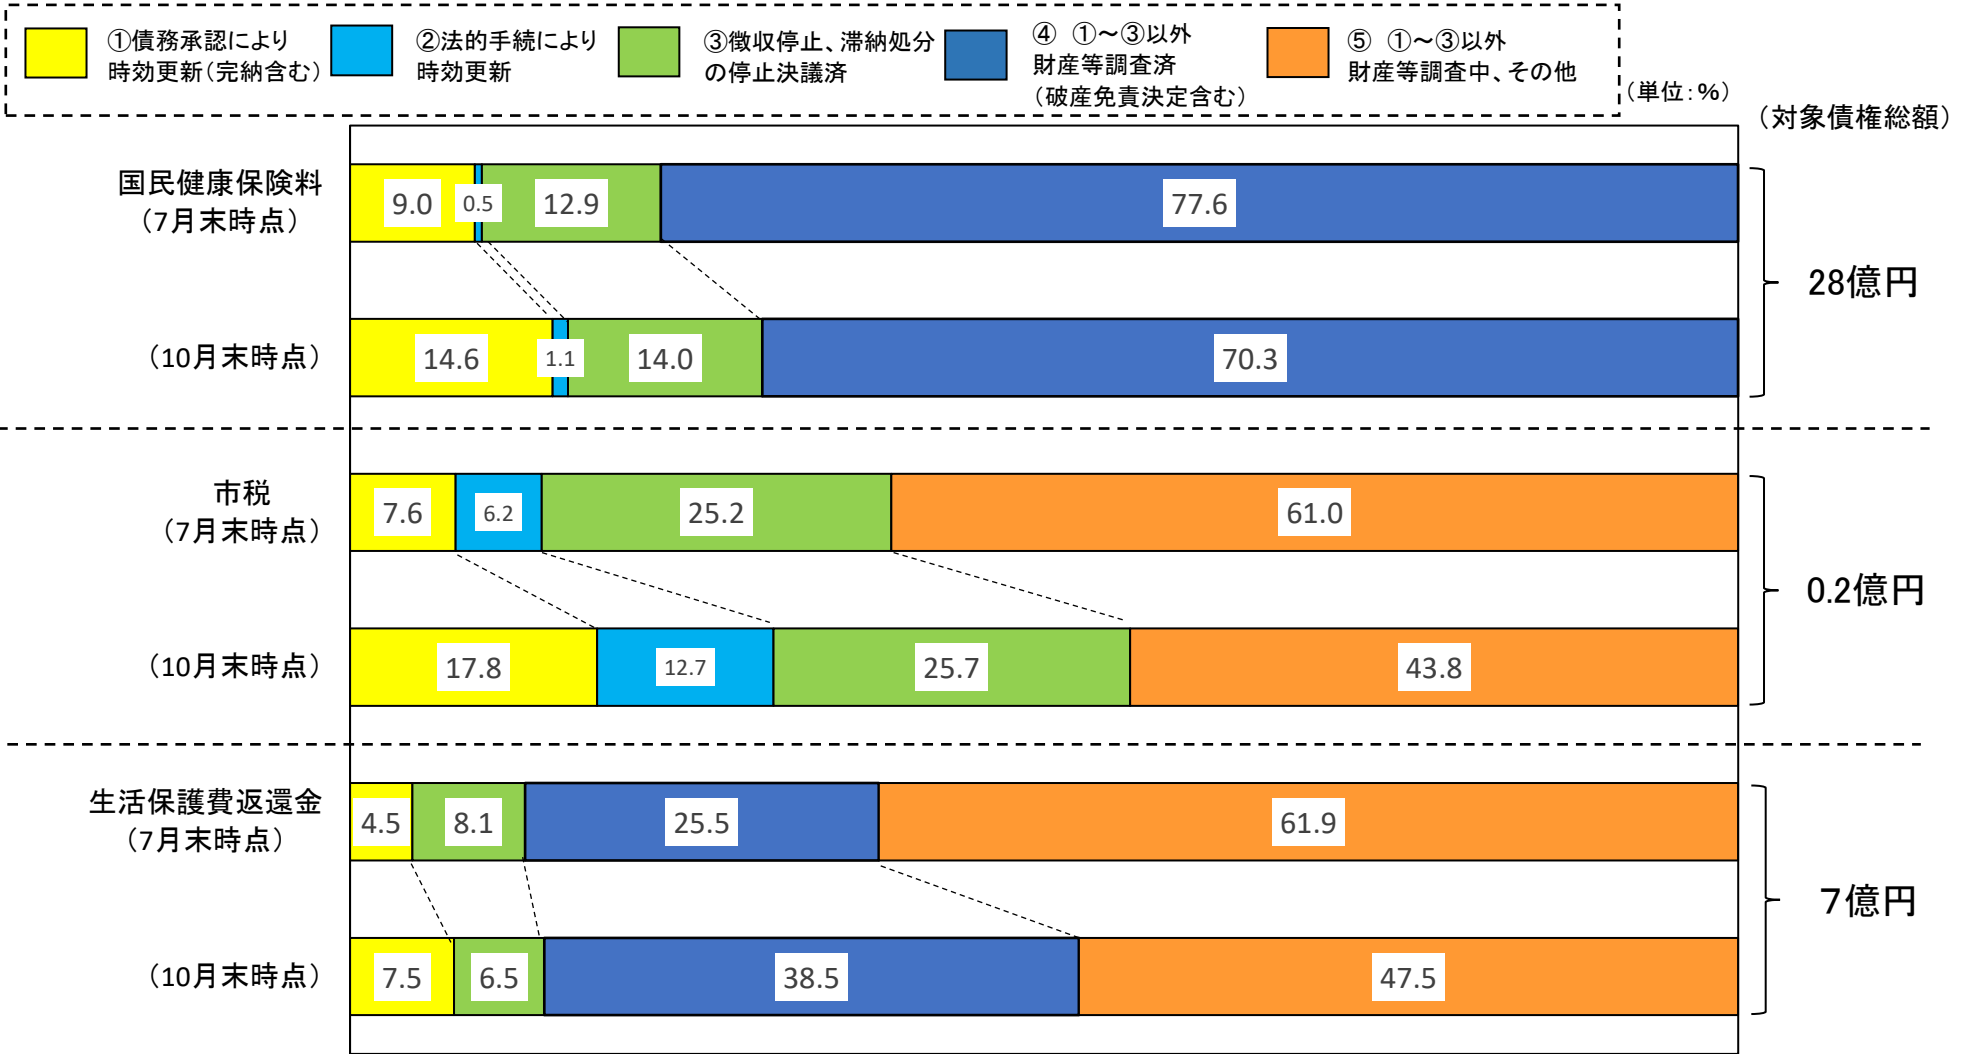 ①債務承認により
時効更新（完納含む）
②法的手続により
時効更新
③徴収停止、滞納処分
の停止決議済
④　①～③以外
財産等調査済
（破産免責決定含む）
⑤　①～③以外
財産等調査中、その他
（単位：％）
（対象債権総額）
国民健康保険料
（7月末時点）
9.0
0.5
12.9
77.6
28億円
（10月末時点）
14.6
1.1
14.0
70.3
市税
（7月末時点）
7.6
6.2
25.2
61.0
0.2億円
（10月末時点）
17.8
12.7
25.7
43.8
生活保護費返還金
（7月末時点）
4.5
8.1
25.5
61.9
7億円
（10月末時点）
7.5
6.5
38.5
47.5